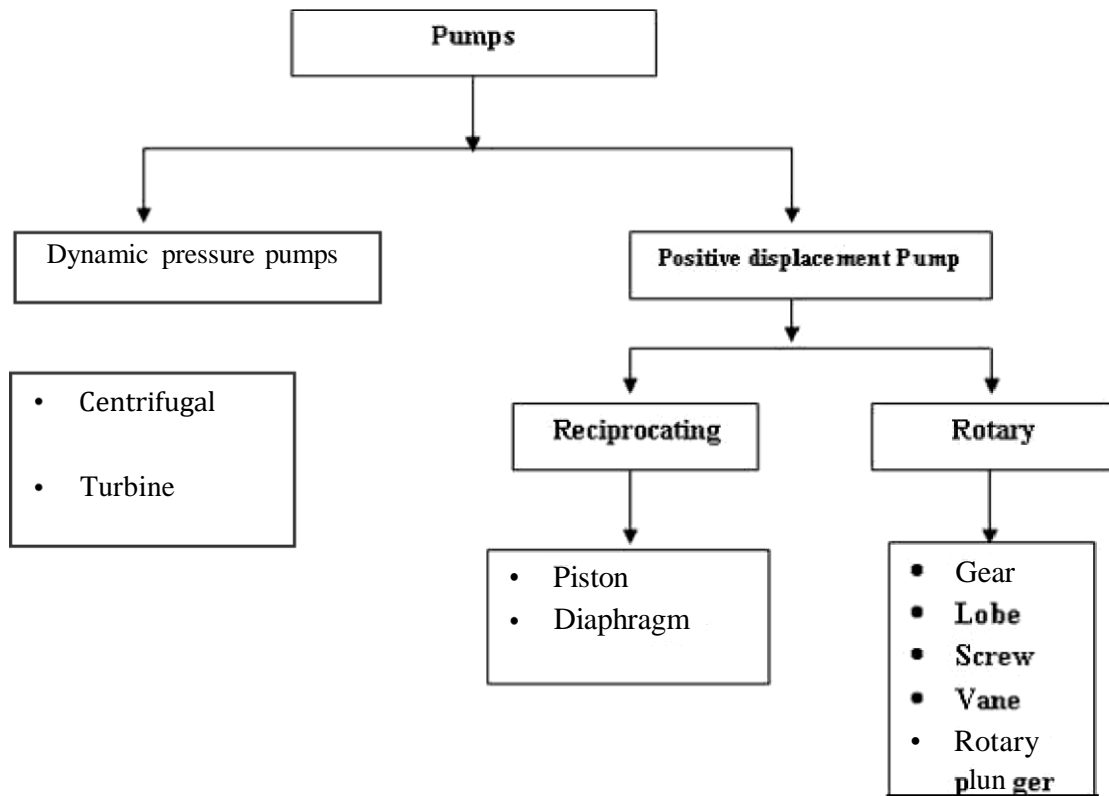 Pumps
Dynamic pressure pumps
Positive displacement Pump
• Centrifugal
• Turbine
Reciprocating
Rotary
• Piston
• Diaphragm
• Gear
• Lobe
• Screw
• Vane
• Rotary
plun ger